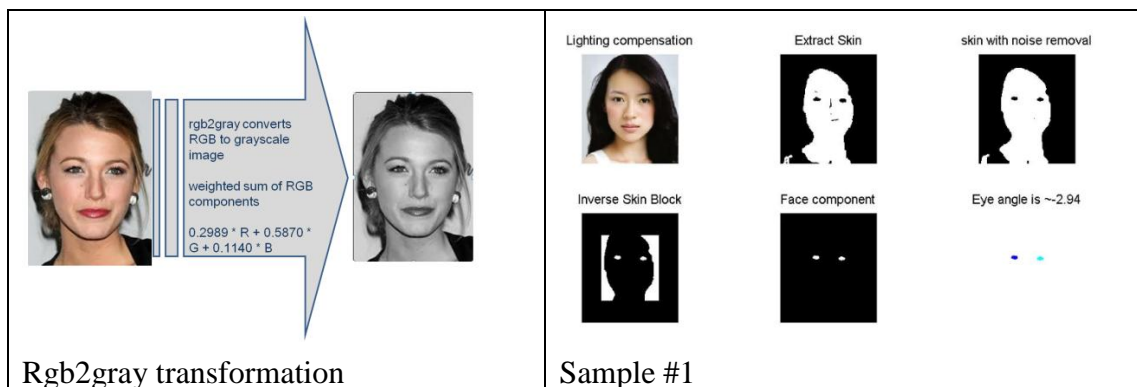 rgb2gray converts
RGB to grayscale
image
weighted sum of RGB
components
0.2989 * R + 0.5870 *
G + 0.1140 * B
Rgb2gray transformation
Lighting compensation
Extract Skin
skin with noise removal
Inverse Skin Block
Face component
Eye angle is ~-2.94
Sample #1